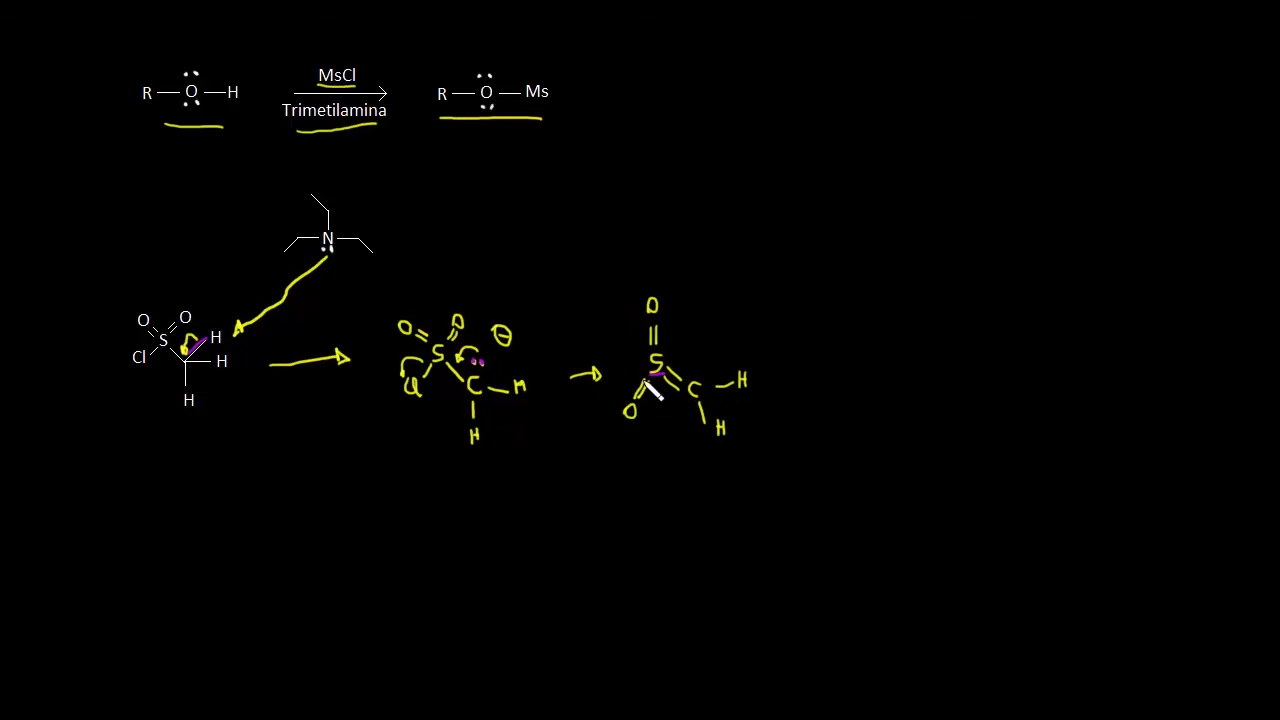 R — O — H MsCl R — O — Ms
Trimetilamina
N
O O S H Cl H H
O O ⊖ S Cl C H H
O S O C H H